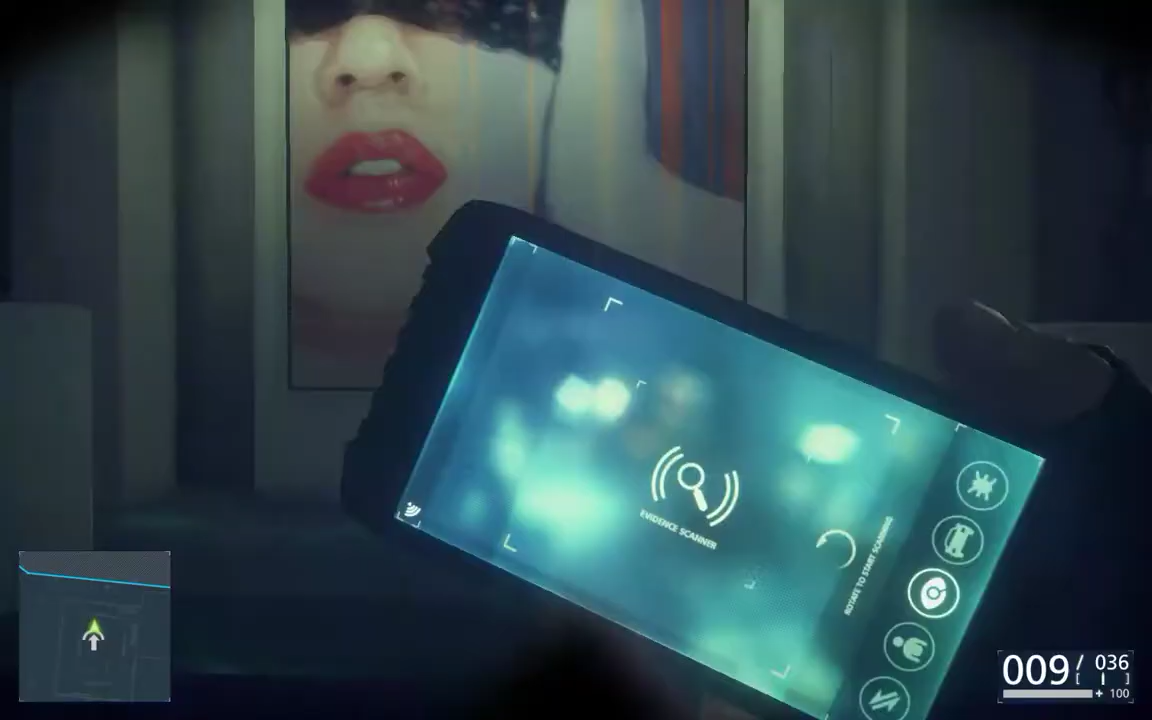 EVIDENCE SCANNER
ROTATE TO START SCANNING
009 / 036
+ 100